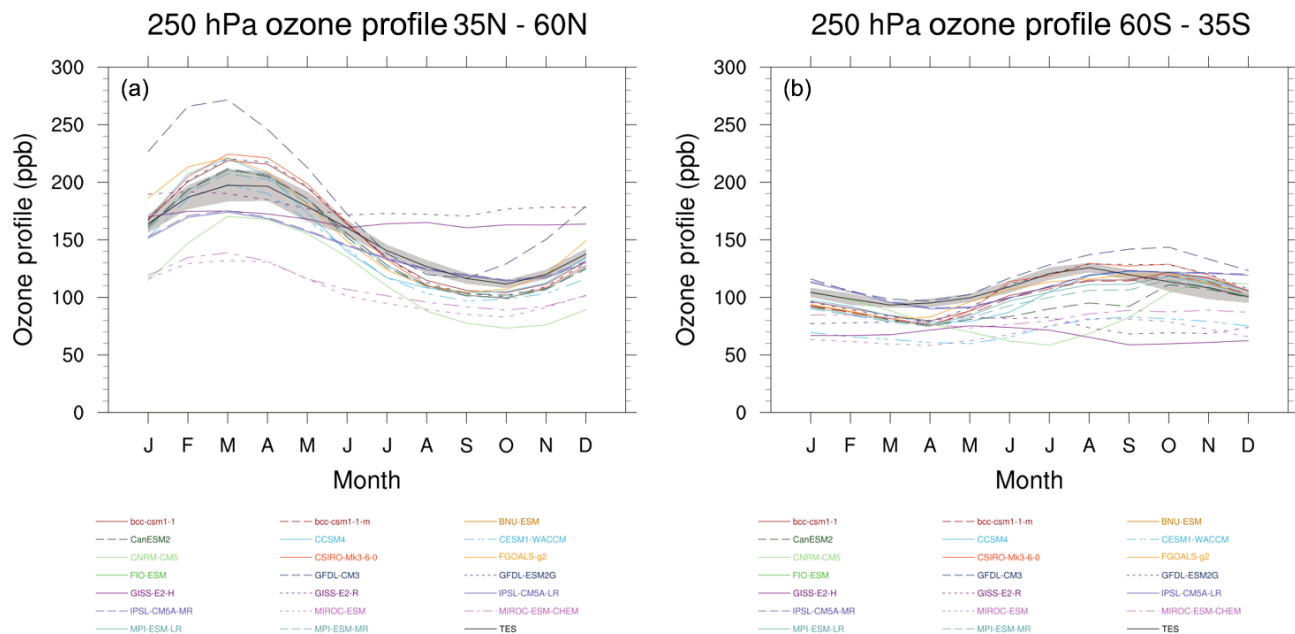 250 hPa ozone profile 35N - 60N
(a)
Ozone profile (ppb)
300
250
200
150
100
50
0
J F M A M J J A S O N D
Month
bcc-csm1-1 bcc-csm1-1-m BNU-ESM
CanESM2 CCSM4 CESM1-WACCM
CNRM-CM5 CSIRO-Mk3-6-0 FGOALS-g2
FIO-ESM GFDL-CM3 GFDL-ESM2G
GISS-E2-H GISS-E2-R IPSL-CM5A-LR
IPSL-CM5A-MR MIROC-ESM MIROC-ESM-CHEM
MPI-ESM-LR MPI-ESM-MR TES
250 hPa ozone profile 60S - 35S
(b)
Ozone profile (ppb)
300
250
200
150
100
50
0
J F M A M J J A S O N D
Month
bcc-csm1-1 bcc-csm1-1-m BNU-ESM
CanESM2 CCSM4 CESM1-WACCM
CNRM-CM5 CSIRO-Mk3-6-0 FGOALS-g2
FIO-ESM GFDL-CM3 GFDL-ESM2G
GISS-E2-H GISS-E2-R IPSL-CM5A-LR
IPSL-CM5A-MR MIROC-ESM MIROC-ESM-CHEM
MPI-ESM-LR MPI-ESM-MR TES